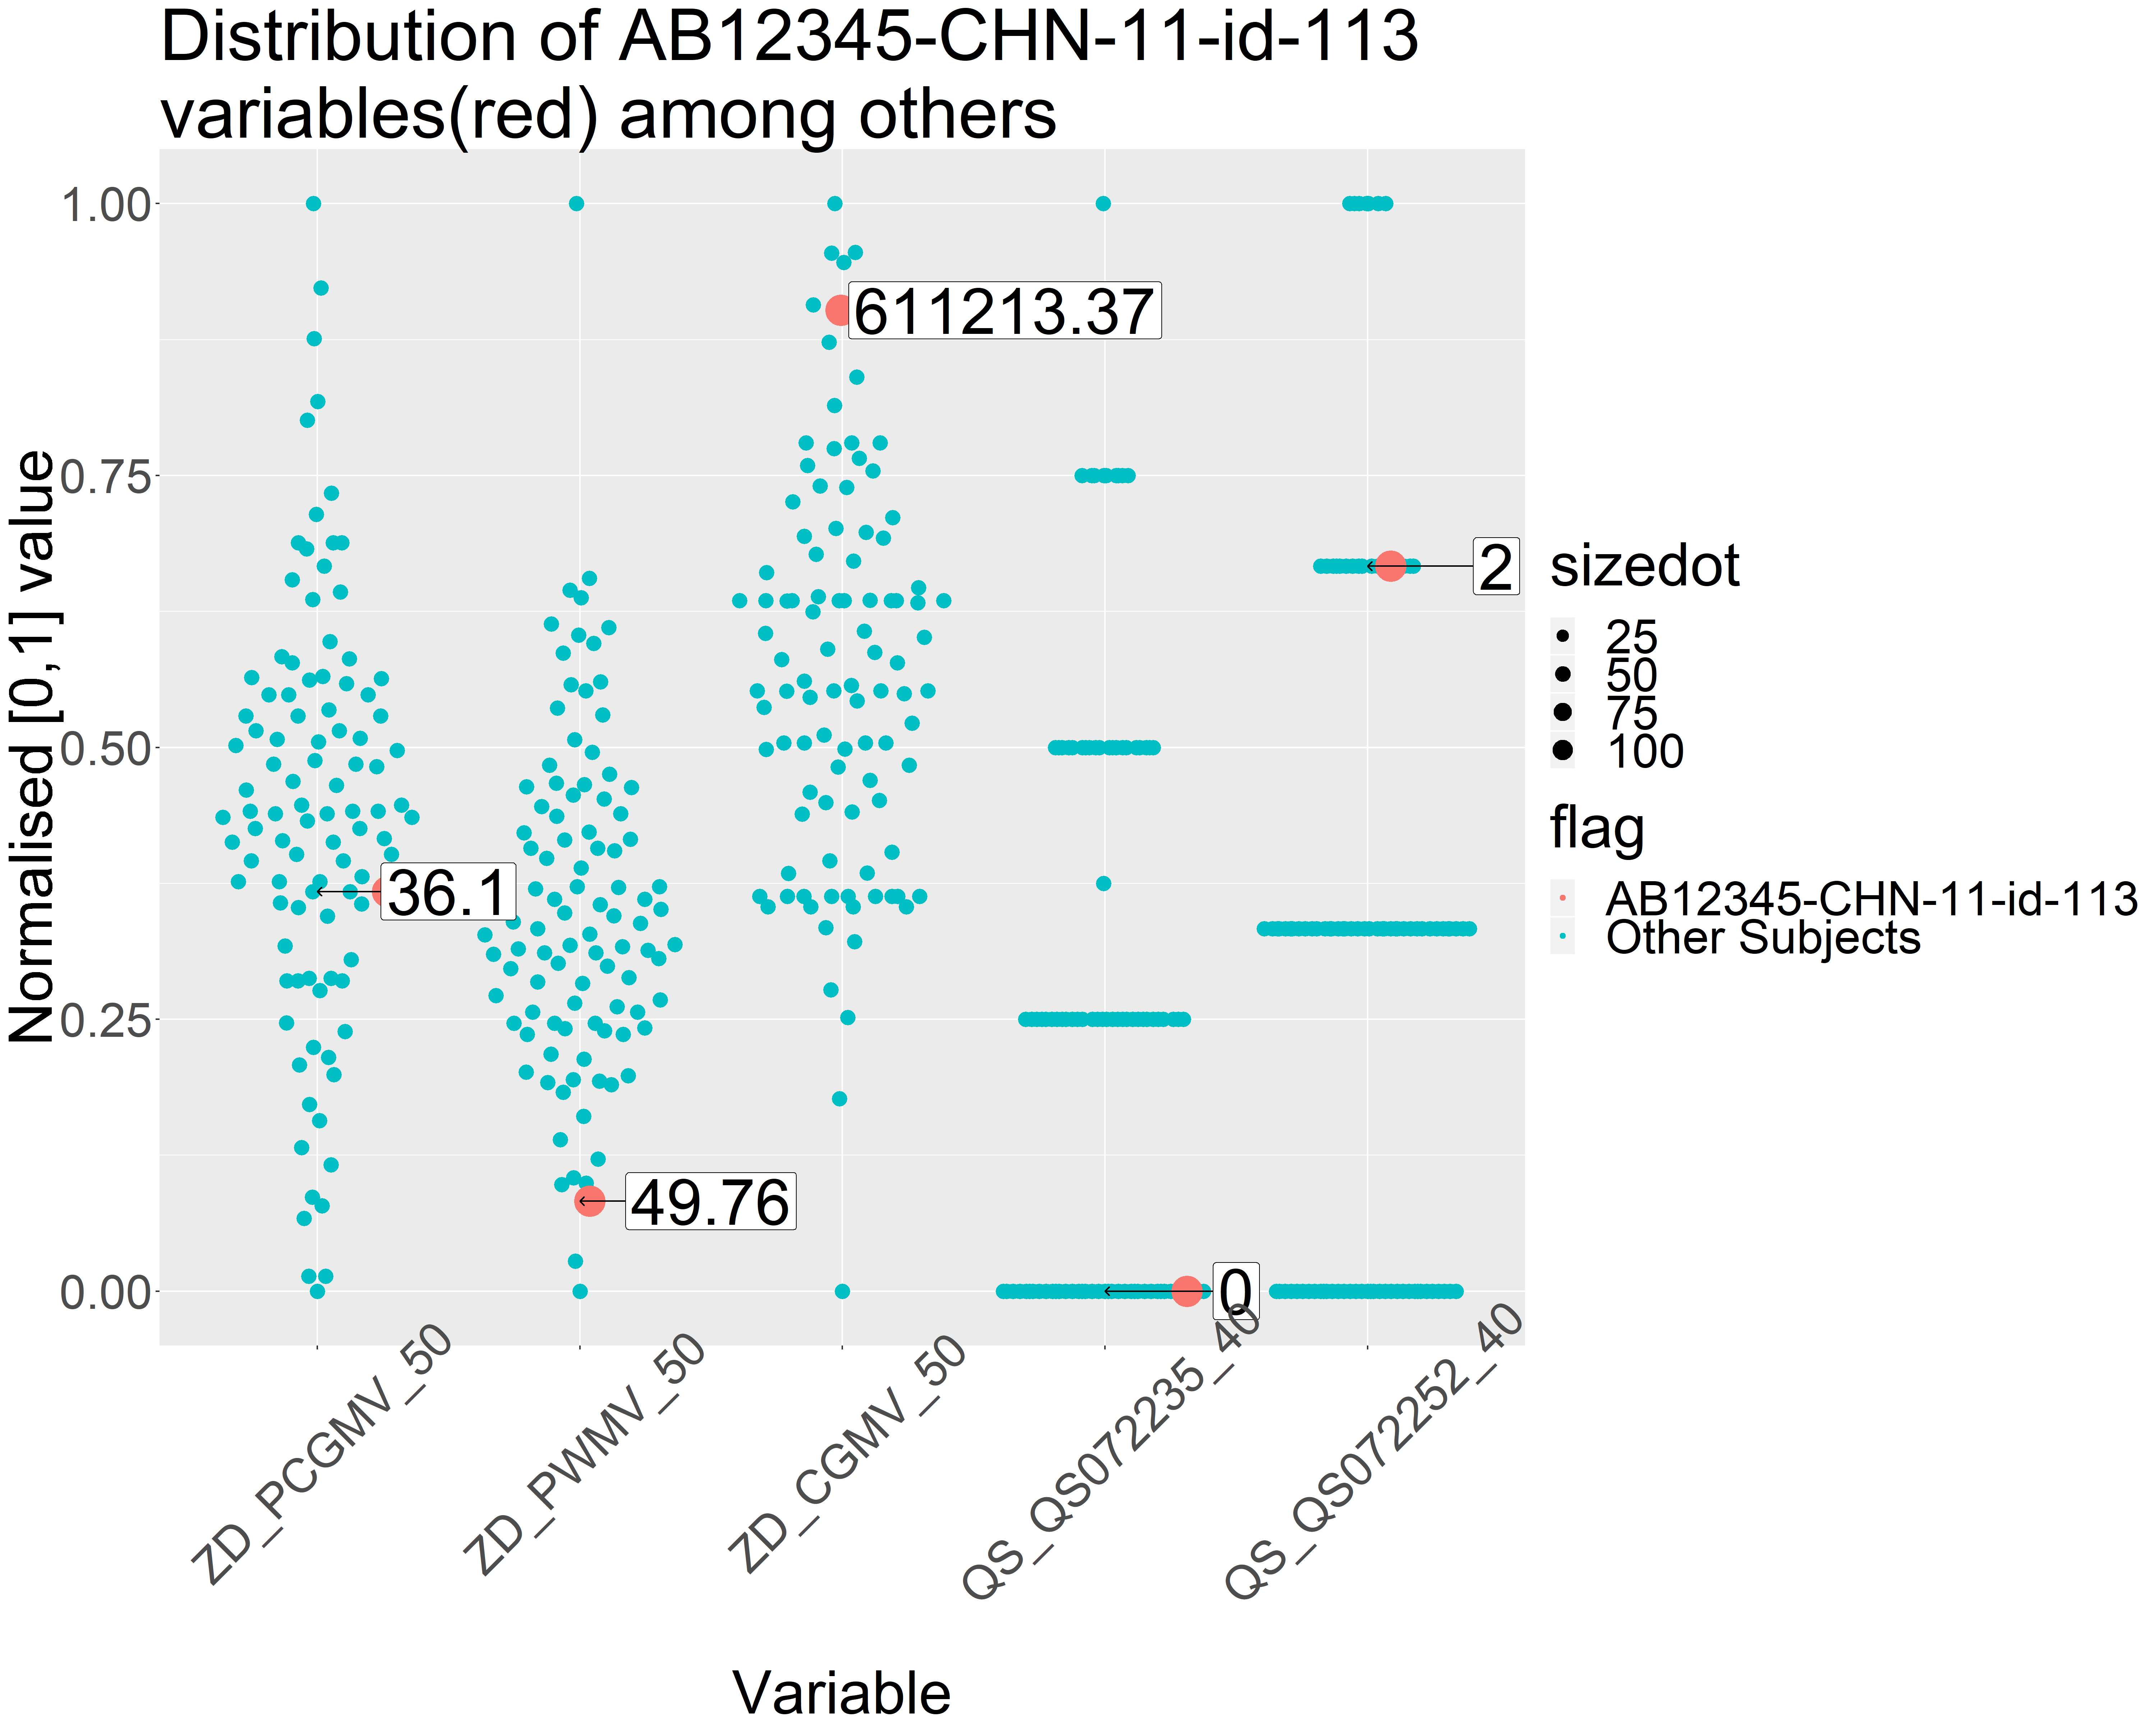 Distribution of AB12345-CHN-11-id-113
variables(red) among others
Normalised [0,1] value
1.00
0.75
0.50
0.25
0.00
611213.37
2
36.1
49.76
0
ZD_PCGMV_50
ZD_PWMV_50
ZD_CGMV_50
QS_QS072235_40
QS_QS07252_40
Variable
sizedot
25
50
75
100
flag
AB12345-CHN-11-id-113
Other Subjects